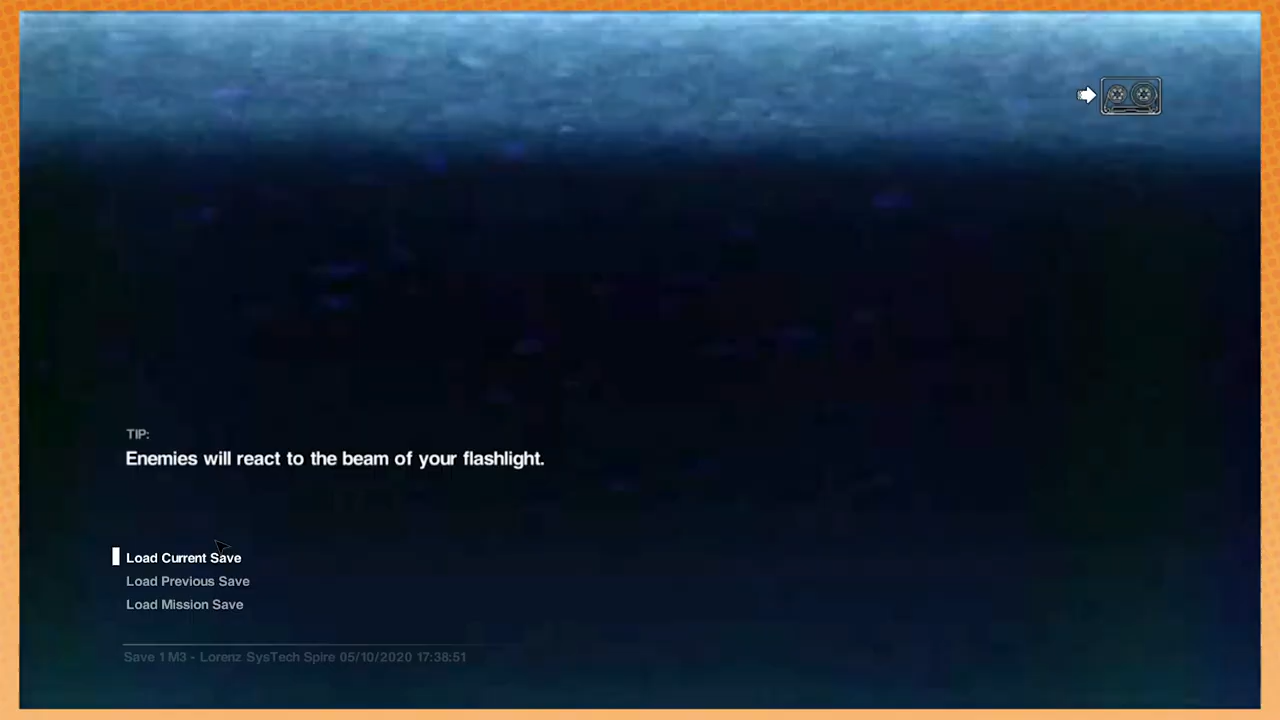 TIP:
Enemies will react to the beam of your flashlight.
Load Current Save
Load Previous Save
Load Mission Save
Save 1 M3 - Lorenz SysTech Spire 05/10/2020 17:38:51